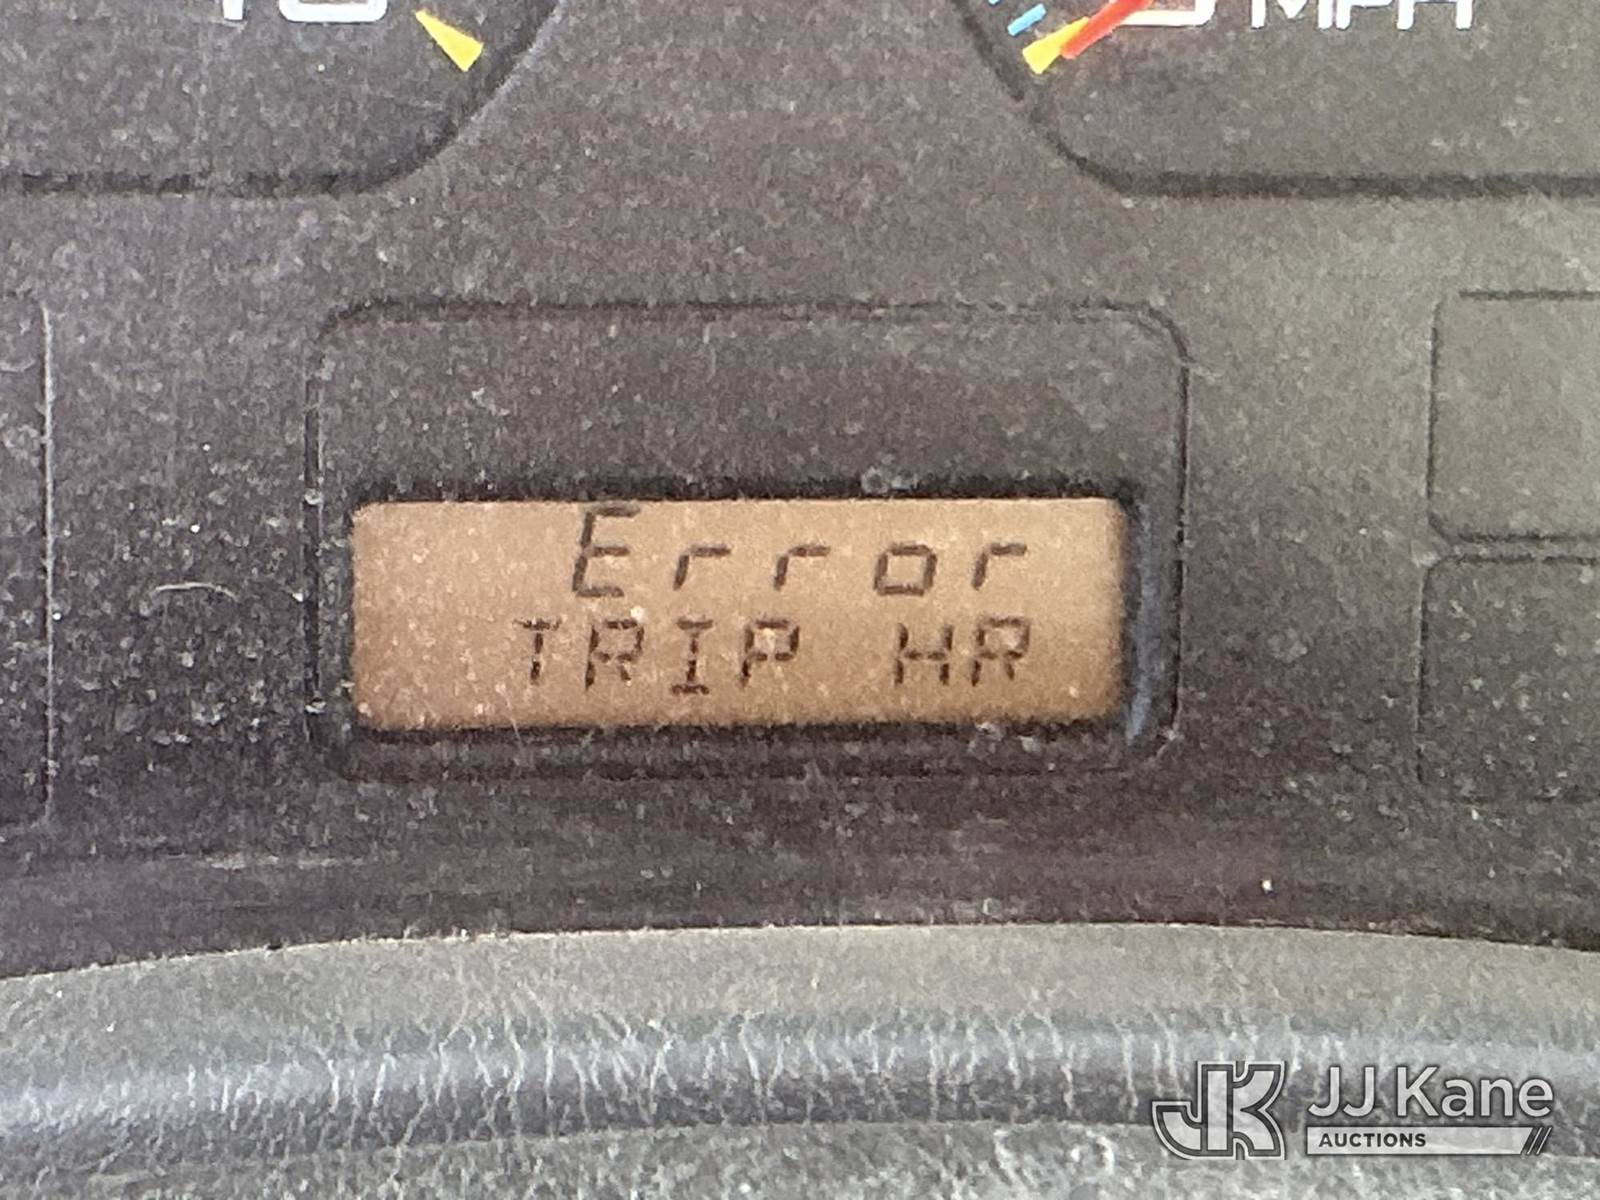 MPH
Error
TRIP HR
JJ Kane
AUCTIONS